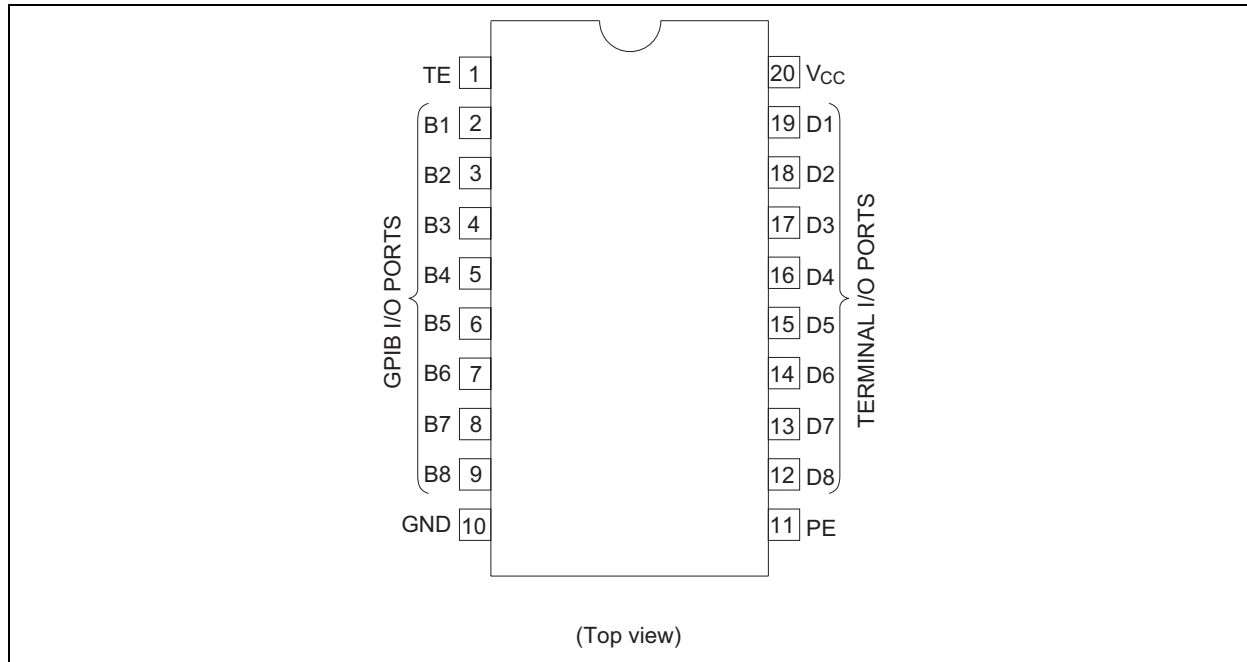 TE 1
B1 2
B2 3
B3 4
B4 5
B5 6
B6 7
B7 8
B8 9
GND 10
GPIB I/O PORTS
20 VCC
19 D1
18 D2
17 D3
16 D4
15 D5
14 D6
13 D7
12 D8
11 PE
TERMINAL I/O PORTS
(Top view)